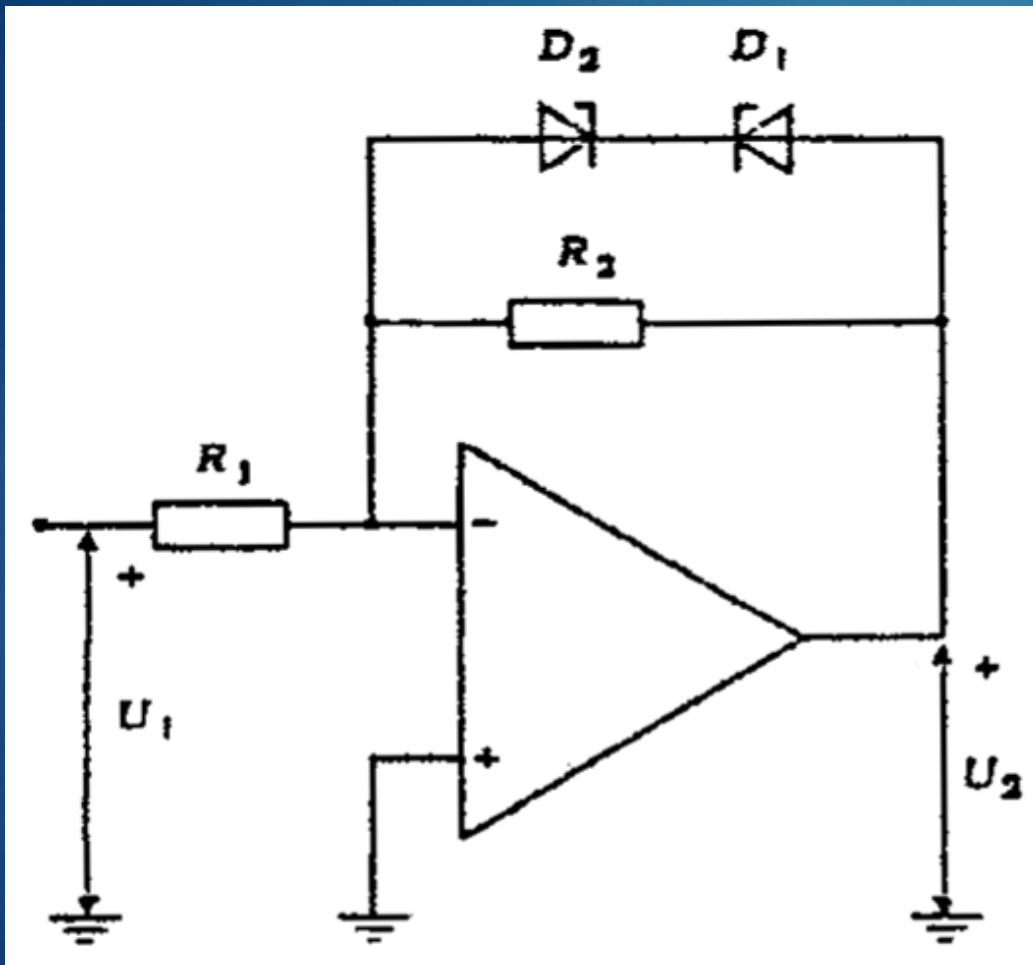 D₂ D₁
R₂
R₁
-
+
+
U₁
+
U₂